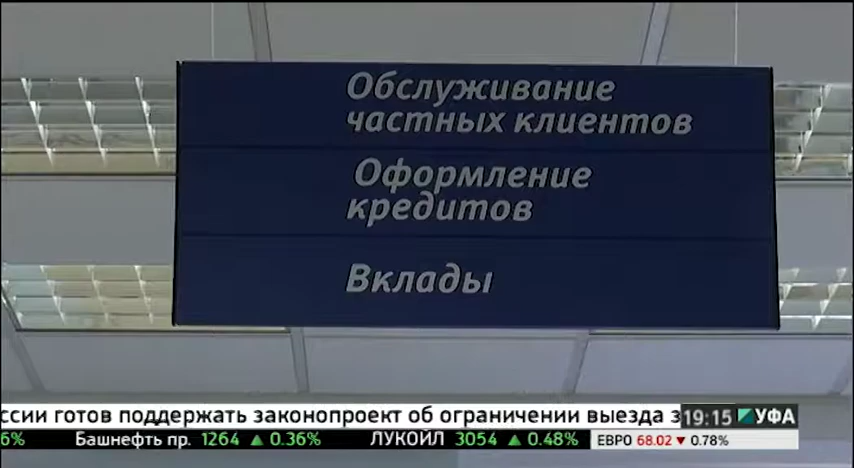 Обслуживание
частных клиентов
Оформление
кредитов
Вклады
ссии готов поддержать законопроект об ограничении выезда з
19:15 УФА
6% Башнефть пр. 1264 ▲ 0.36% ЛУКОЙЛ 3054 ▲ 0.48% ЕВРО 68.02 ▼ 0.78%